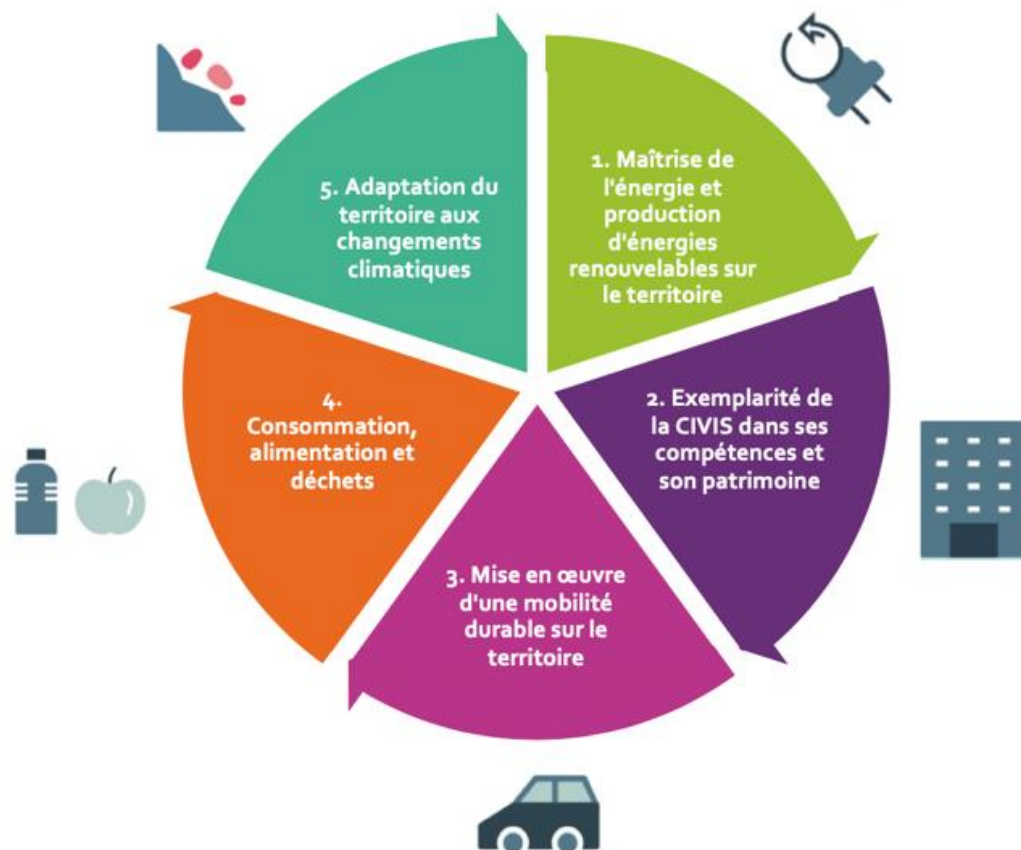 1. Maîtrise de
l'énergie et
production
d'énergies
renouvelables sur
le territoire
2. Exemplarité de
la CIVIS dans ses
compétences et
son patrimoine
3. Mise en œuvre
d'une mobilité
durable sur le
territoire
4.
Consommation,
alimentation et
déchets
5. Adaptation du
territoire aux
changements
climatiques